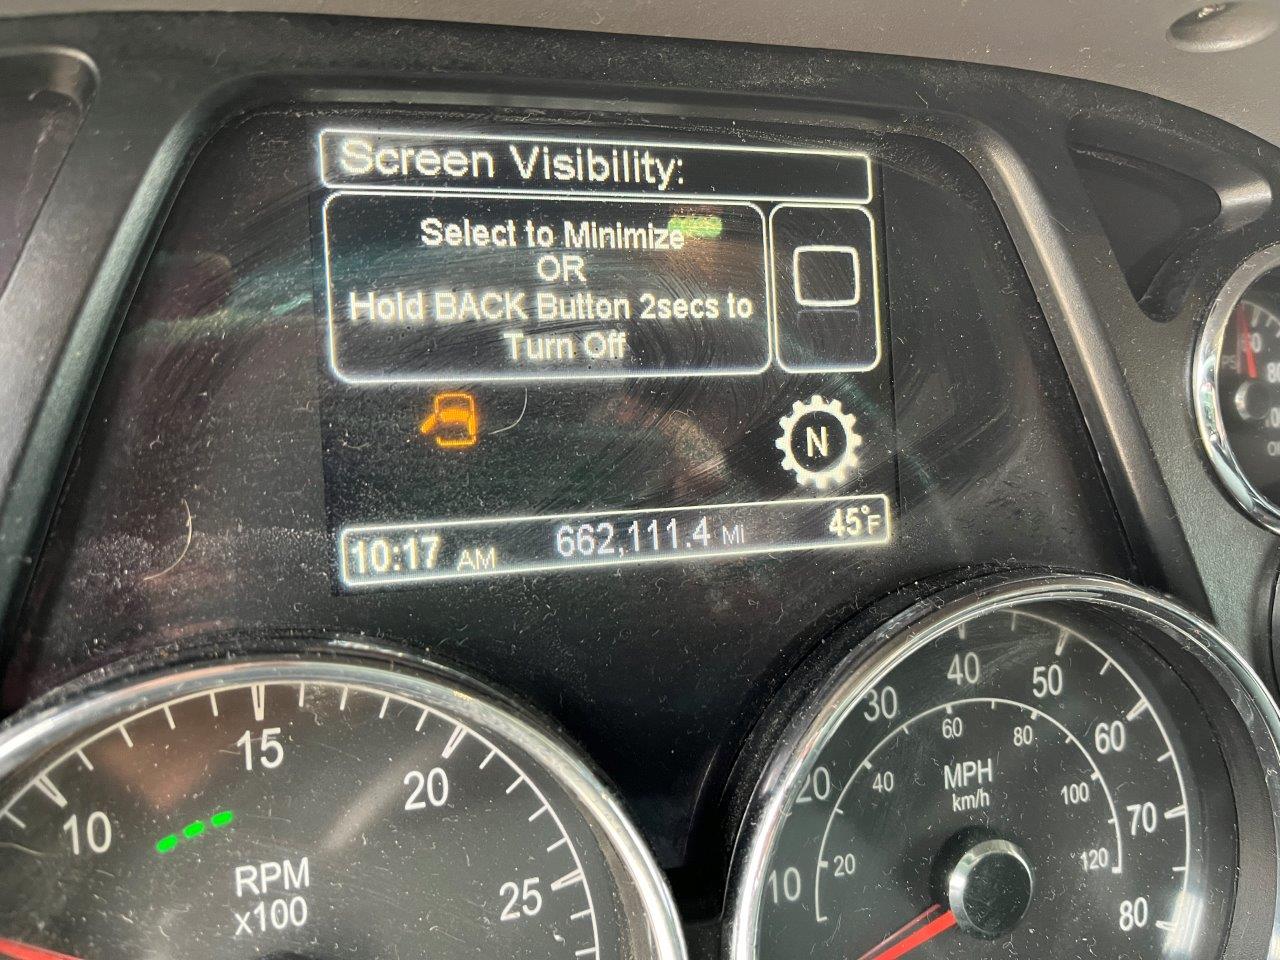 Screen Visibility:
Select to Minimize
OR
Hold BACK Button 2secs to
Turn Off
N
10:17 AM 662,111.4 MI 45°F
10 15 20 25
RPM
x100
10 20 30 40 50 60 70 80
20 40 60 80 100 120
MPH
km/h